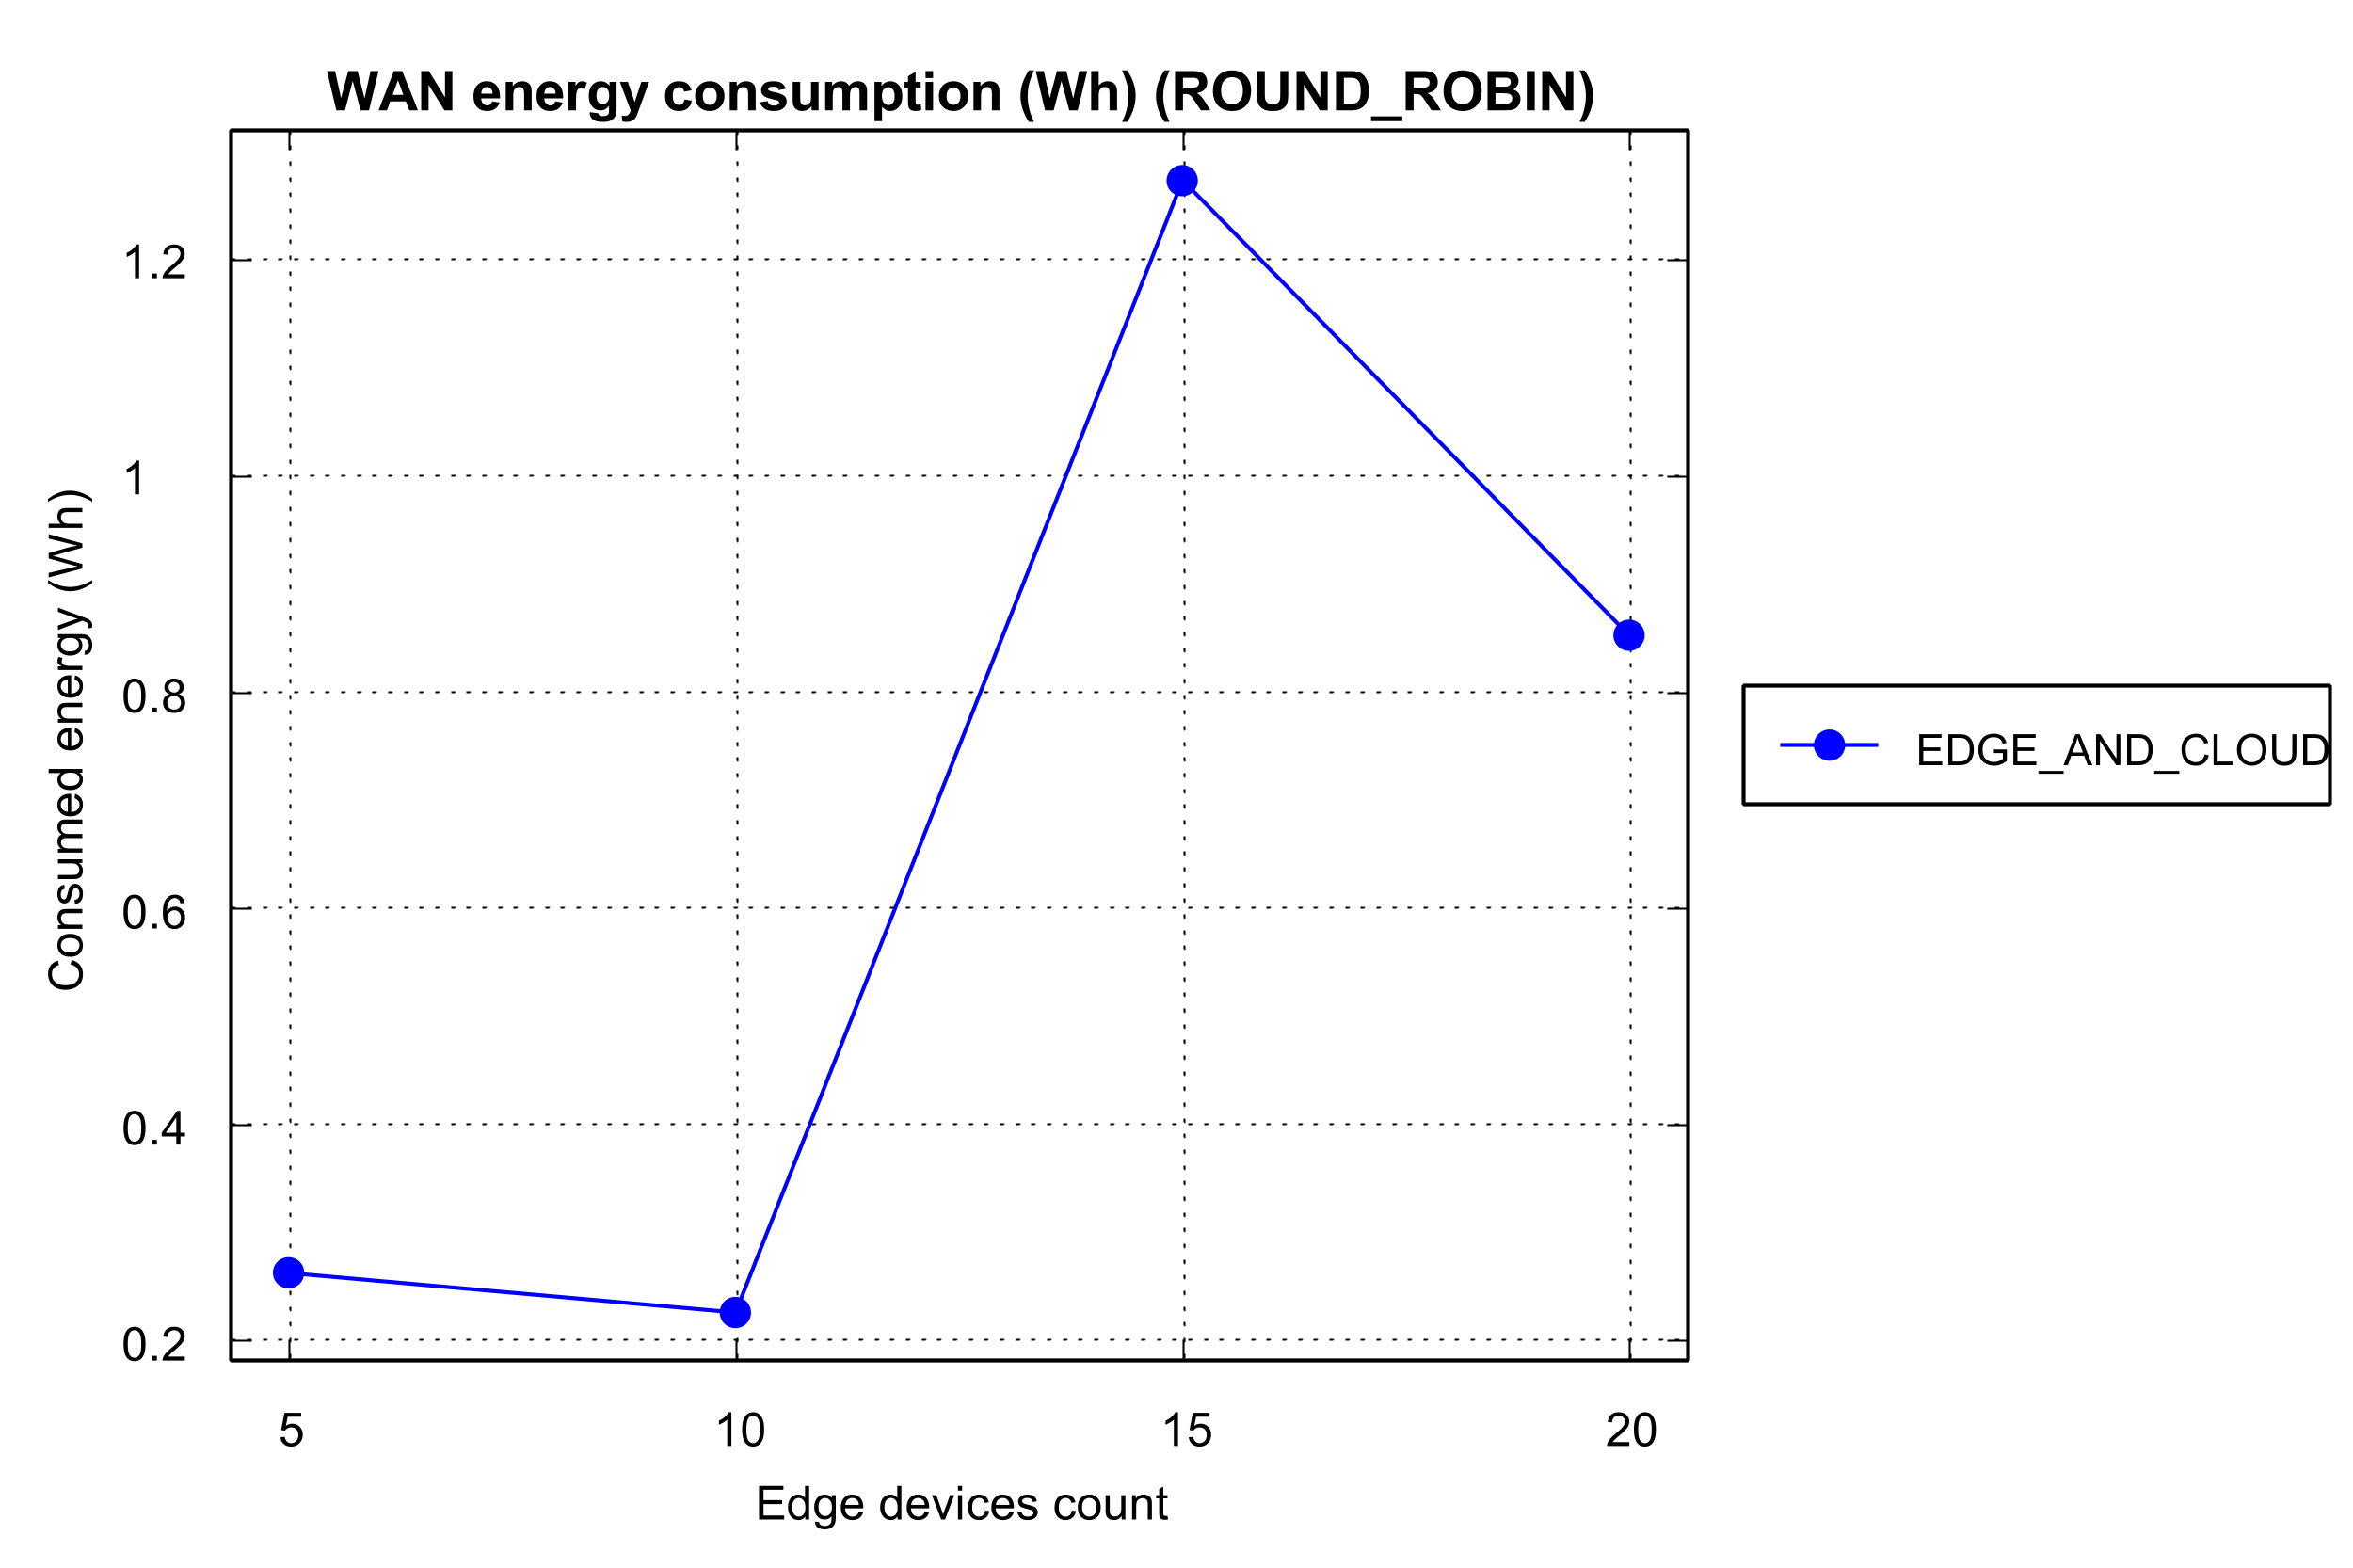 WAN energy consumption (Wh) (ROUND_ROBIN)
Consumed energy (Wh)
1.2
1
0.8
0.6
0.4
0.2
5 10 15 20
Edge devices count
EDGE_AND_CLOUD